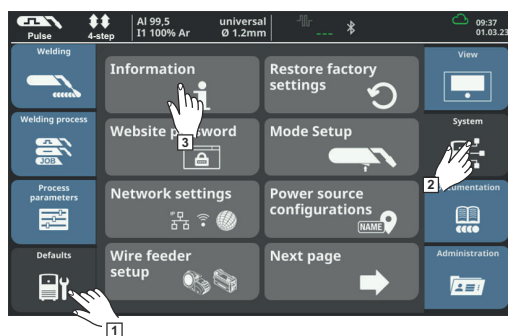 Pulse
4-step
Al 99,5 universal
I1 100% Ar Ø 1.2mm
---
09:37
01.03.23
Welding
Welding process
JOB
Process
parameters
Defaults
1
Information
3
Restore factory
settings
Website password
Mode Setup
Network settings
Power source
configurations
NAME
Wire feeder
setup
Next page
View
System
2
Documentation
Administration